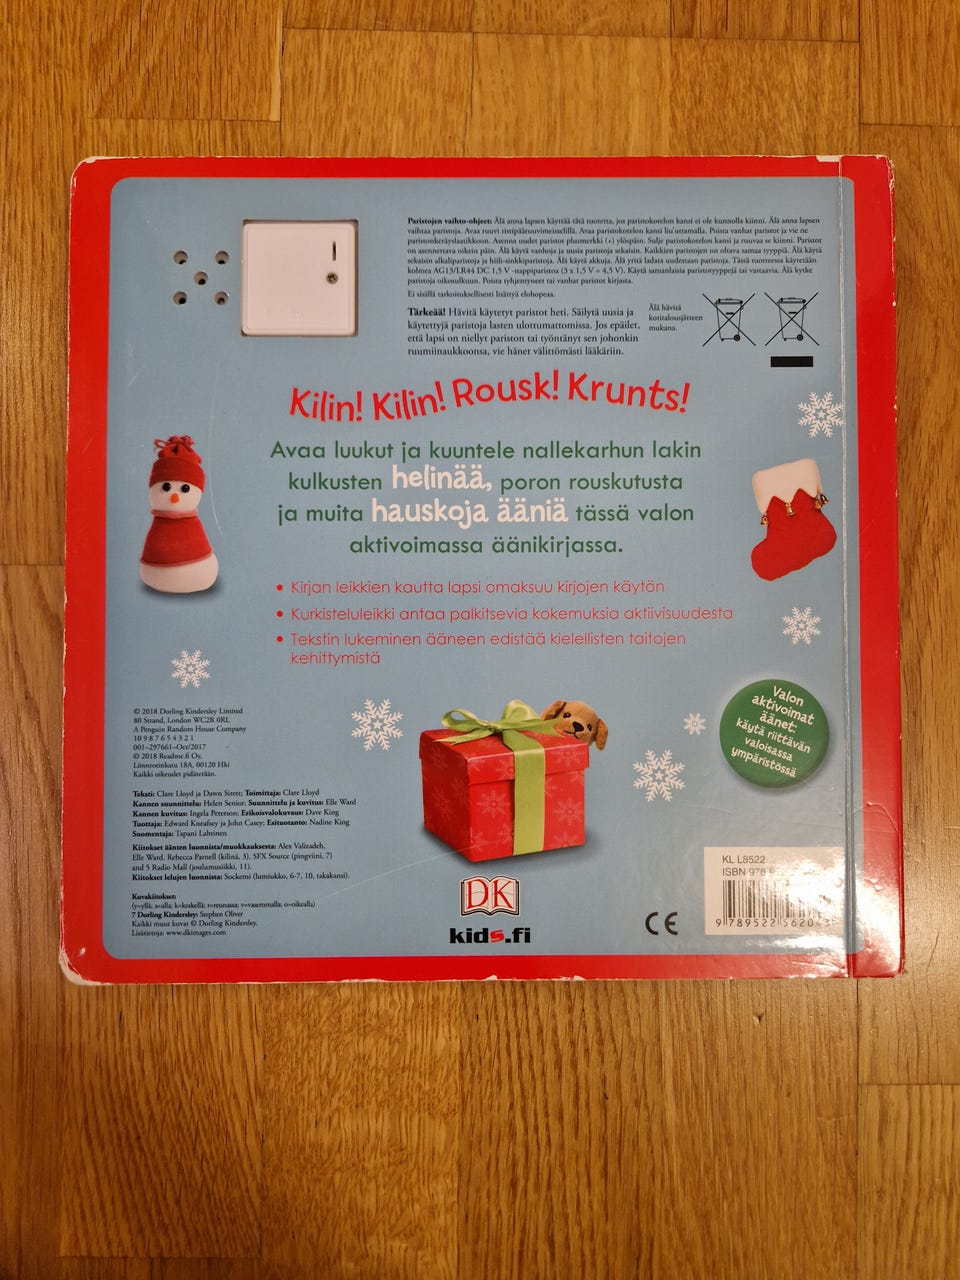 Paristojen vaihto-ohjeet: Älä anna lapsen käyttää tätä tuotetta, jos paristokotelon kansi ei ole kunnolla kiinni. Älä anna lapsen
vaihtaa paristoja. Avaa ruuvi ristipääruuvimeisselillä. Avaa paristokotelon kansi liu'uttamalla. Poista vanhat paristot ja vie ne
paristonkeräyslaatikkoon. Asenna uudet paristot plusmerkki (+) ylöspäin. Sulje paristokotelon kansi ja ruuvaa se kiinni. Paristot
on asennettava oikein päin. Älä käytä vanhoja ja uusia paristoja sekaisin. Kaikkien paristojen on oltava samaa tyyppiä. Älä käytä
sekaisin alkaliparistoja ja hiili-sinkkiparistoja. Älä käytä akkuja. Älä yritä ladata uudestaan paristoja. Tässä tuotteessa käytetään
kolmea AG13/LR44 DC 1,5 V -nappiparistoa (3 x 1,5 V = 4,5 V). Käytä samanlaisia paristotyyppejä tai vastaavia. Älä kytke
paristoja oikosulkuun. Poista tyhjentyneet tai vanhat paristot kirjasta.
Ei sisällä tarkoituksellisesti lisättyä elohopeaa.
Tärkeää! Hävitä käytetyt paristot heti. Säilytä uusia ja
käytettyjä paristoja lasten ulottumattomissa. Jos epäilet,
että lapsi on niellyt pariston tai työntänyt sen johonkin
ruumiinaukkoonsa, vie hänet välittömästi lääkäriin.
Älä hävitä
kotitalousjätteen
mukana.
Kilin! Kilin! Rousk! Krunts!
Avaa luukut ja kuuntele nallekarhun lakin
kulkusten helinää, poron rouskutusta
ja muita hauskoja ääniä tässä valon
aktivoimassa äänikirjassa.
• Kirjan leikkien kautta lapsi omaksuu kirjojen käytön
• Kurkisteluleikki antaa palkitsevia kokemuksia aktiivisuudesta
• Tekstin lukeminen ääneen edistää kielellisten taitojen
kehittymistä
Valon
aktivoimat
äänet:
käytä riittävän
valoisassa
ympäristössä
© 2018 Dorling Kindersley Limited
80 Strand, London WC2R 0RL
A Penguin Random House Company
10 9 8 7 6 5 4 3 2 1
001–297661–Oct/2017
© 2018 Readme.fi Oy,
Lönnrotinkatu 18A, 00120 Hki
Kaikki oikeudet pidätetään.
Teksti: Clare Lloyd ja Dawn Sirett; Toimittaja: Clare Lloyd
Kannen suunnittelu: Helen Senior; Suunnittelu ja kuvitus: Elle Ward
Kannen kuvitus: Ingela Peterson; Erikoisvalokuvaus: Dave King
Tuottaja: Edward Kneafsey ja John Casey; Esituotanto: Nadine King
Suomentaja: Tapani Lahtinen
Kiitokset äänten luonnista/muokkauksesta: Alex Valizadeh,
Elle Ward, Rebecca Parnell (kilinä, 3), SFX Source (pingviini, 7)
and 5 Radio Mall (joulumusiikki, 11).
Kiitokset lelujen luonnista: Sockemi (lumiukko, 6-7, 10, takakansi).
Kuvakiitokset:
(y=yllä; a=alla; k=keskellä; r=reunassa; v=vasemmalla; o=oikealla)
7 Dorling Kindersley: Stephen Oliver
Kaikki muut kuvat © Dorling Kindersley.
Lisätietoja: www.dkimages.com
DK
kids.fi
CE
KL L8522
ISBN 978
9 789522 5620